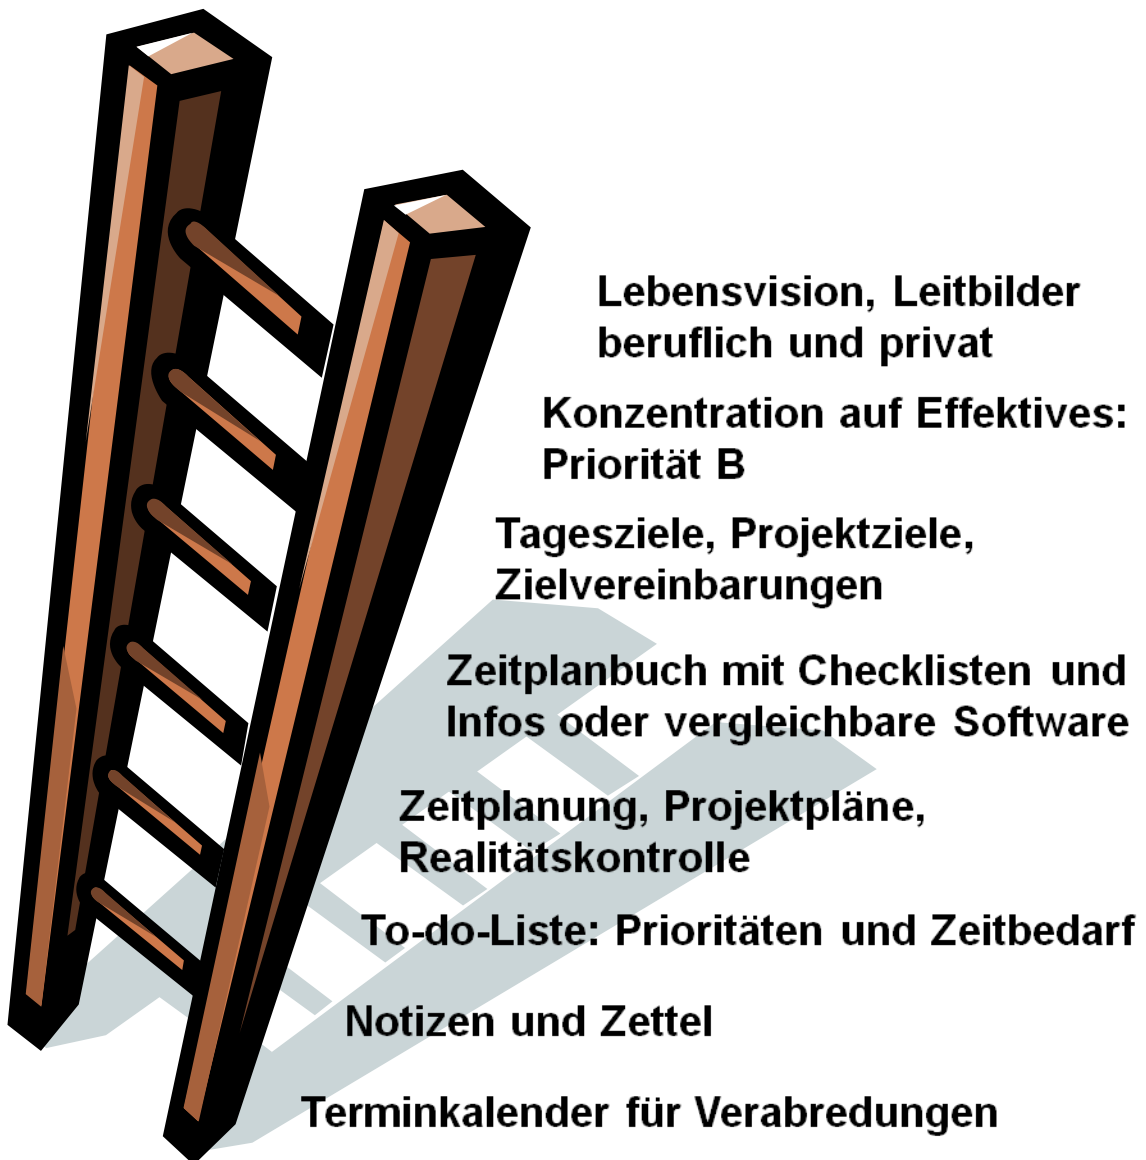 Lebensvision, Leitbilder
beruflich und privat
Konzentration auf Effektives:
Priorität B
Tagesziele, Projektziele,
Zielvereinbarungen
Zeitplanbuch mit Checklisten und
Infos oder vergleichbare Software
Zeitplanung, Projektpläne,
Realitätskontrolle
To-do-Liste: Prioritäten und Zeitbedarf
Notizen und Zettel
Terminkalender für Verabredungen